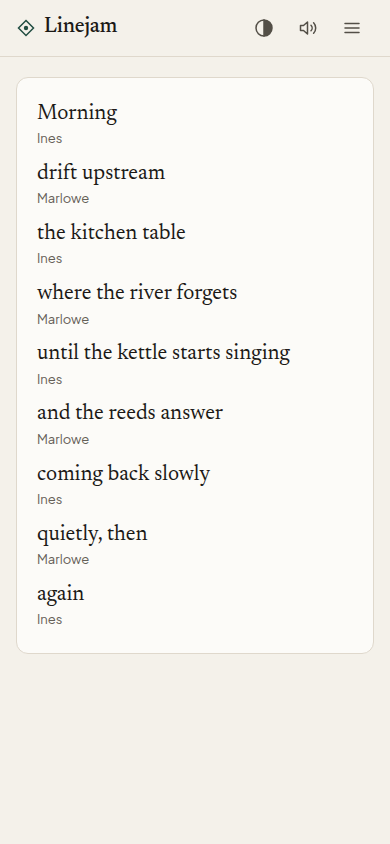 Linejam
Morning
Ines
drift upstream
Marlowe
the kitchen table
Ines
where the river forgets
Marlowe
until the kettle starts singing
Ines
and the reeds answer
Marlowe
coming back slowly
Ines
quietly, then
Marlowe
again
Ines